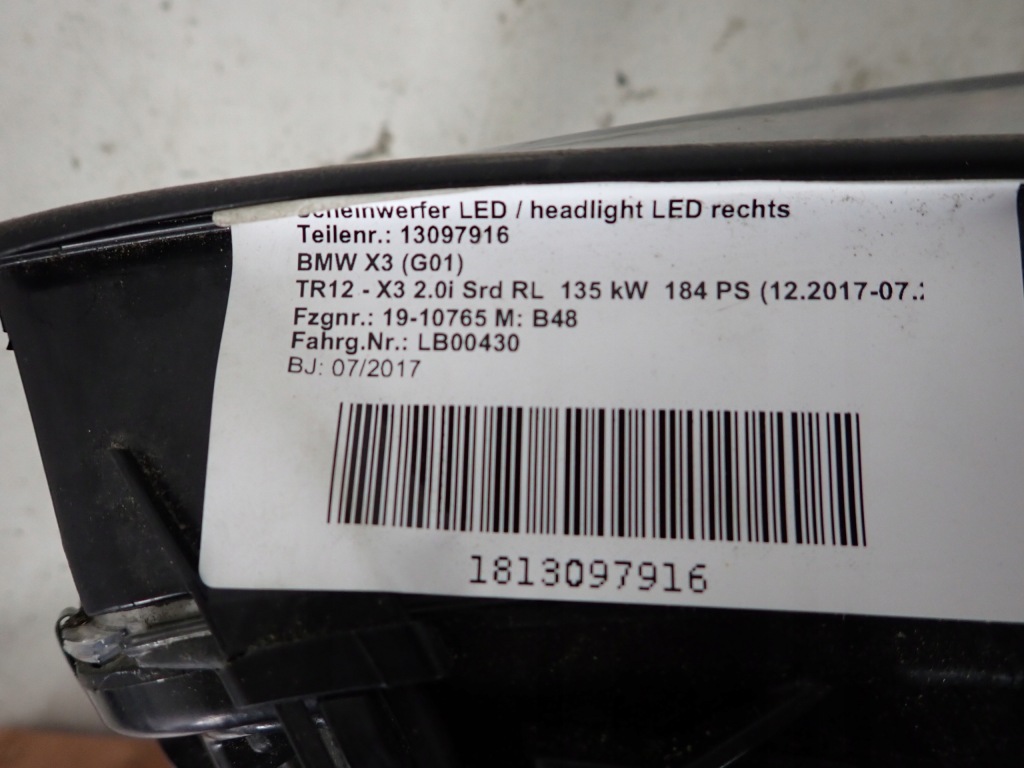 Scheinwerfer LED / headlight LED rechts
Teilenr.: 13097916
BMW X3 (G01)
TR12 - X3 2.0i Srd RL 135 kW 184 PS (12.2017-07.
Fzgnr.: 19-10765 M: B48
Fahrg.Nr.: LB00430
BJ: 07/2017
1813097916